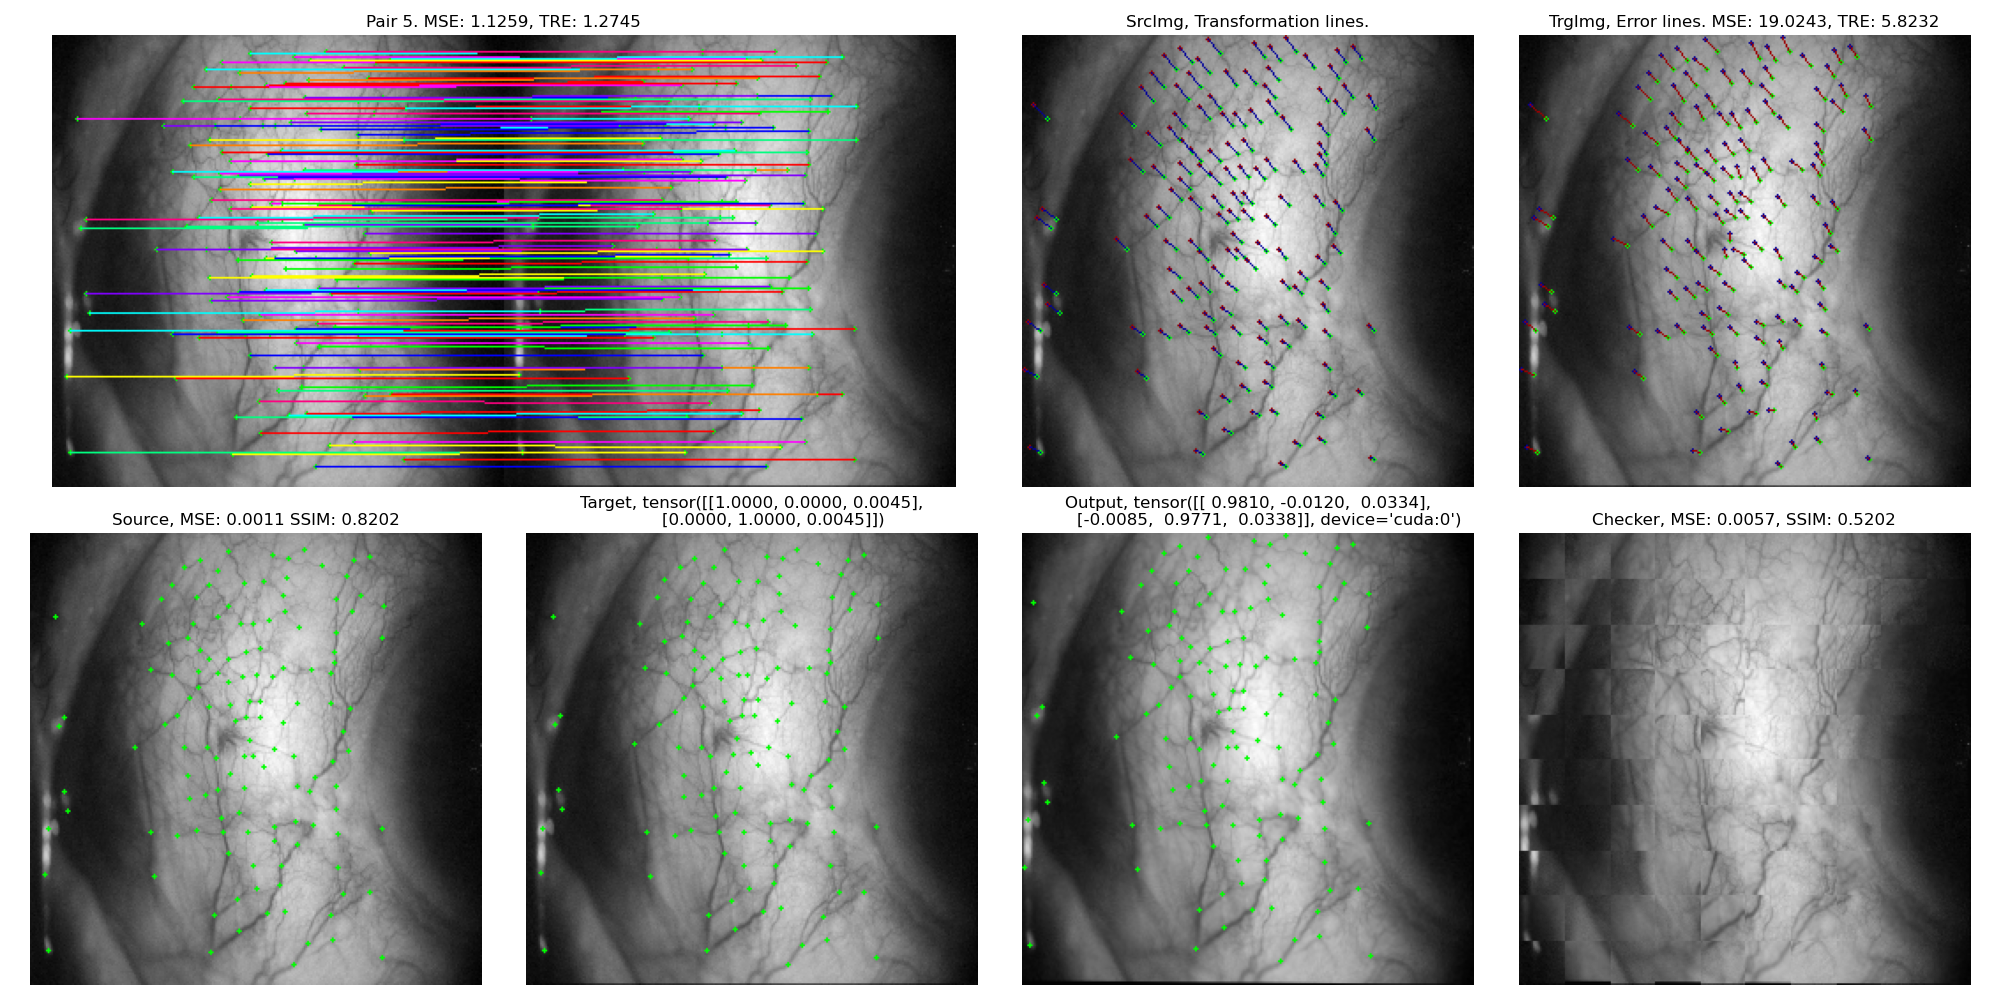 Pair 5. MSE: 1.1259, TRE: 1.2745
SrcImg, Transformation lines.
TrgImg, Error lines. MSE: 19.0243, TRE: 5.8232
Source, MSE: 0.0011 SSIM: 0.8202
Target, tensor([[1.0000, 0.0000, 0.0045],
[0.0000, 1.0000, 0.0045]])
Output, tensor([[ 0.9810, -0.0120,  0.0334],
[-0.0085,  0.9771,  0.0338]], device='cuda:0')
Checker, MSE: 0.0057, SSIM: 0.5202